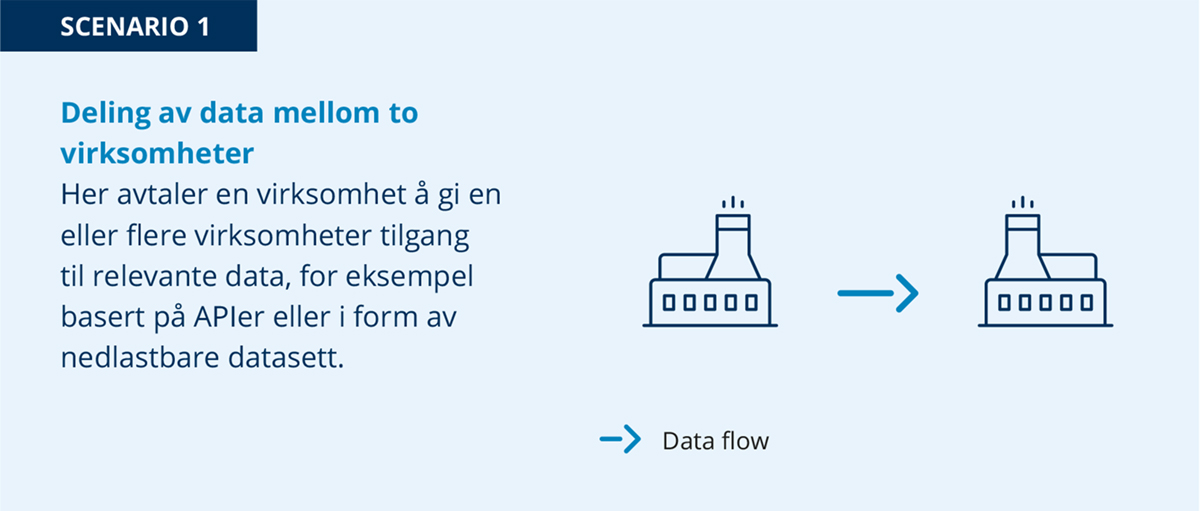 SCENARIO 1
Deling av data mellom to
virksomheter
Her avtaler en virksomhet å gi en
eller flere virksomheter tilgang
til relevante data, for eksempel
basert på APIer eller i form av
nedlastbare datasett.
Data flow